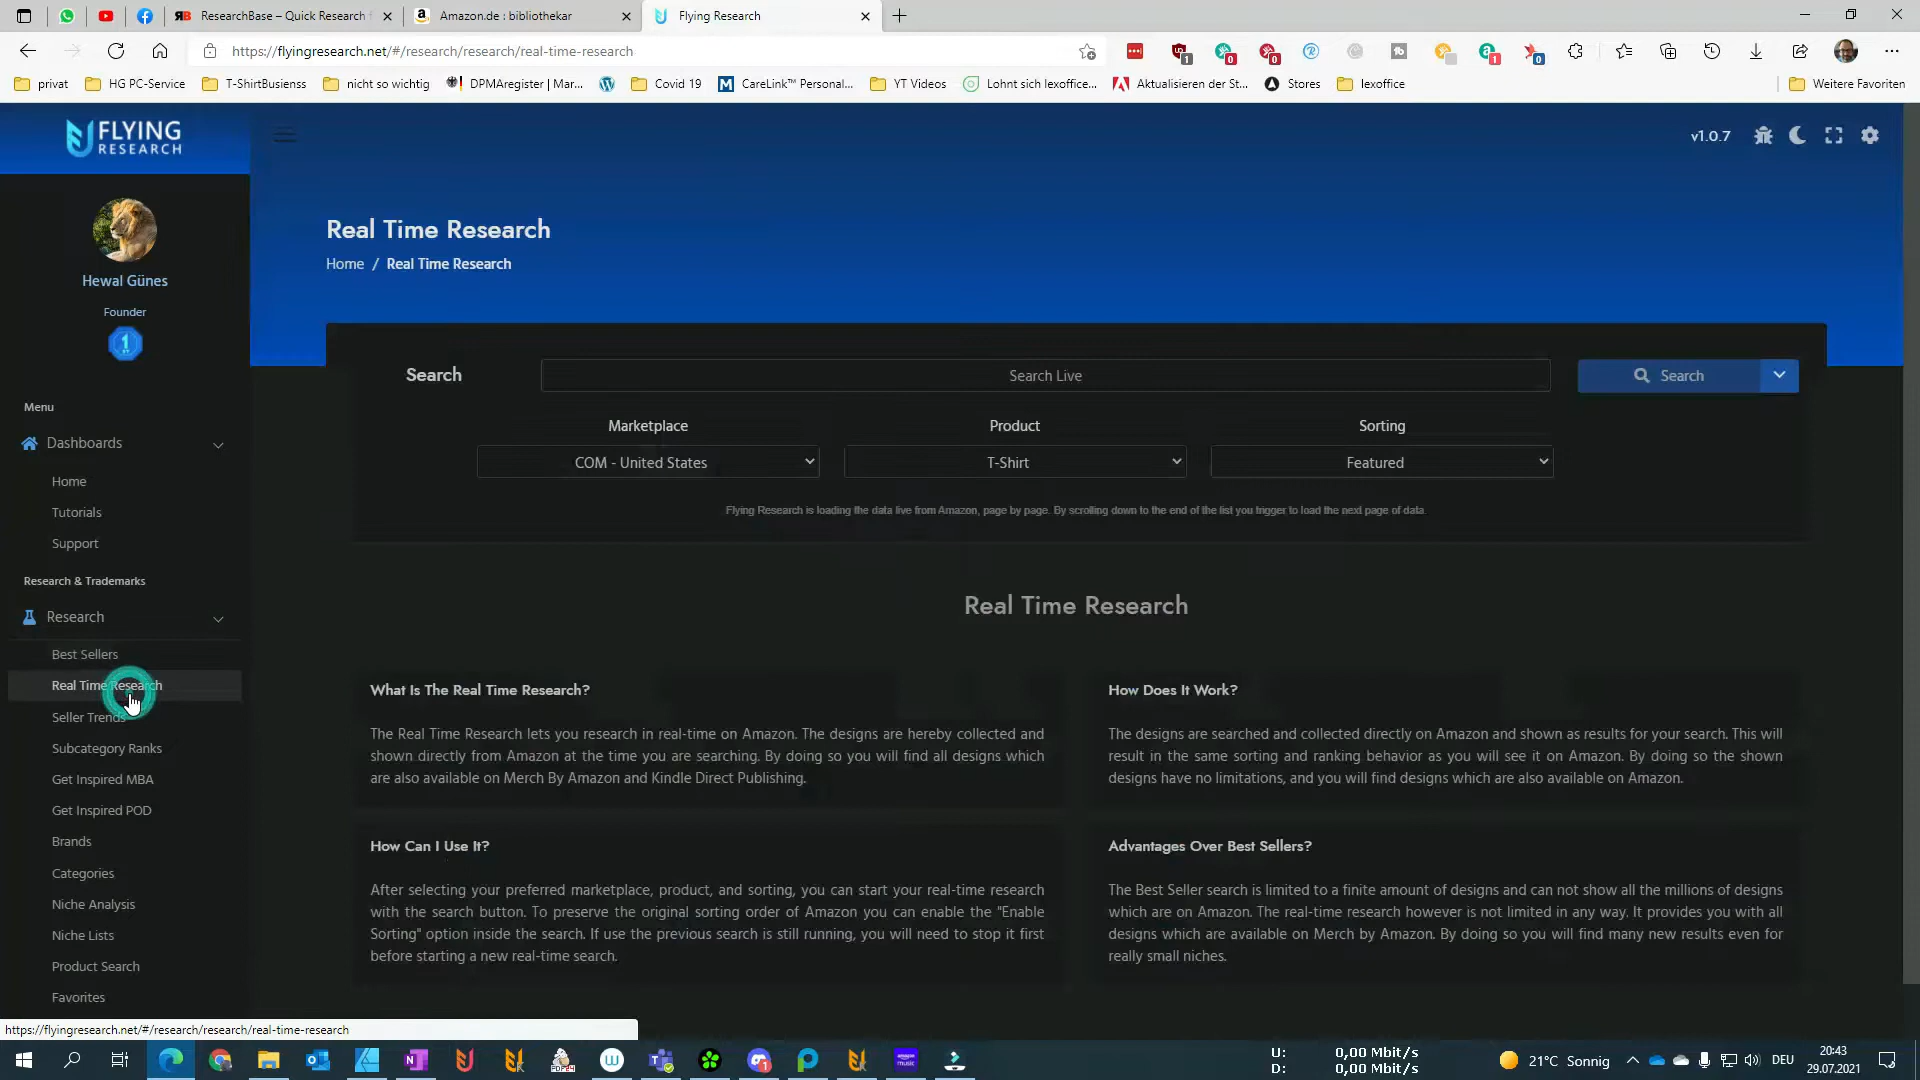 ResearchBase – Quick Research
Amazon.de : bibliothekar
Flying Research
https://flyingresearch.net/#/research/research/real-time-research
privat
HG PC-Service
T-ShirtBusienss
nicht so wichtig
DPMAregister | Mar...
Covid 19
CareLink™ Personal...
YT Videos
Lohnt sich lexoffice...
Aktualisieren der St...
Stores
lexoffice
Weitere Favoriten
FLYING
RESEARCH
v1.0.7
Hewal Günes
Founder
1
Real Time Research
Home / Real Time Research
Search
Search Live
Search
Marketplace
Product
Sorting
COM - United States
T-Shirt
Featured
Flying Research is loading the data live from Amazon, page by page. By scrolling down to the end of the list you trigger to load the next page of data.
Menu
Dashboards
Home
Tutorials
Support
Research & Trademarks
Research
Best Sellers
Real Time Research
Seller Trends
Subcategory Ranks
Get Inspired MBA
Get Inspired POD
Brands
Categories
Niche Analysis
Niche Lists
Product Search
Favorites
Real Time Research
What Is The Real Time Research?
The Real Time Research lets you research in real-time on Amazon. The designs are hereby collected and
shown directly from Amazon at the time you are searching. By doing so you will find all designs which
are also available on Merch By Amazon and Kindle Direct Publishing.
How Does It Work?
The designs are searched and collected directly on Amazon and shown as results for your search. This will
result in the same sorting and ranking behavior as you will see it on Amazon. By doing so the shown
designs have no limitations, and you will find designs which are also available on Amazon.
How Can I Use It?
After selecting your preferred marketplace, product, and sorting, you can start your real-time research
with the search button. To preserve the original sorting order of Amazon you can enable the "Enable
Sorting" option inside the search. If use the previous search is still running, you will need to stop it first
before starting a new real-time search.
Advantages Over Best Sellers?
The Best Seller search is limited to a finite amount of designs and can not show all the millions of designs
which are on Amazon. The real-time research however is not limited in any way. It provides you with all
designs which are available on Merch by Amazon. By doing so you will find many new results even for
really small niches.
https://flyingresearch.net/#/research/research/real-time-research
U: 0,00 Mbit/s
D: 0,00 Mbit/s
21°C Sonnig
DEU
20:43
29.07.2021